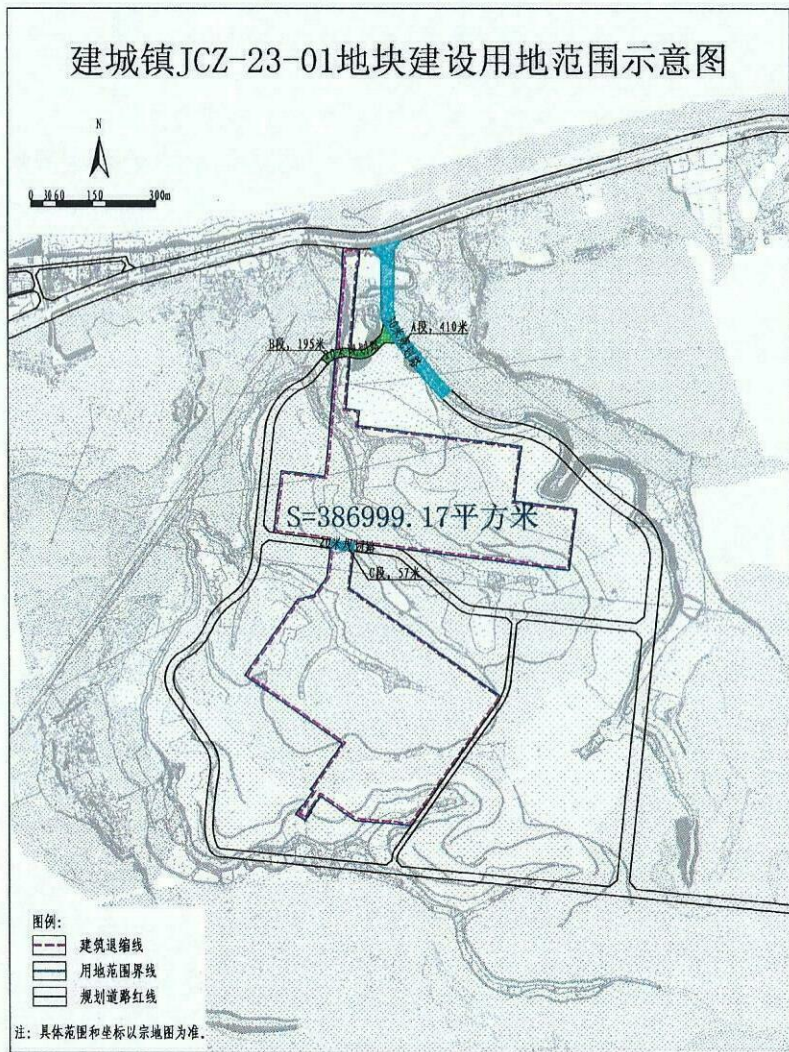 建城镇JCZ-23-01地块建设用地范围示意图
N
0 30 60 150 300m
A段，410米
B段，195米
S=386999.17平方米
C段，57米
图例：
建筑退缩线
用地范围界线
规划道路红线
注：具体范围和坐标以宗地图为准。